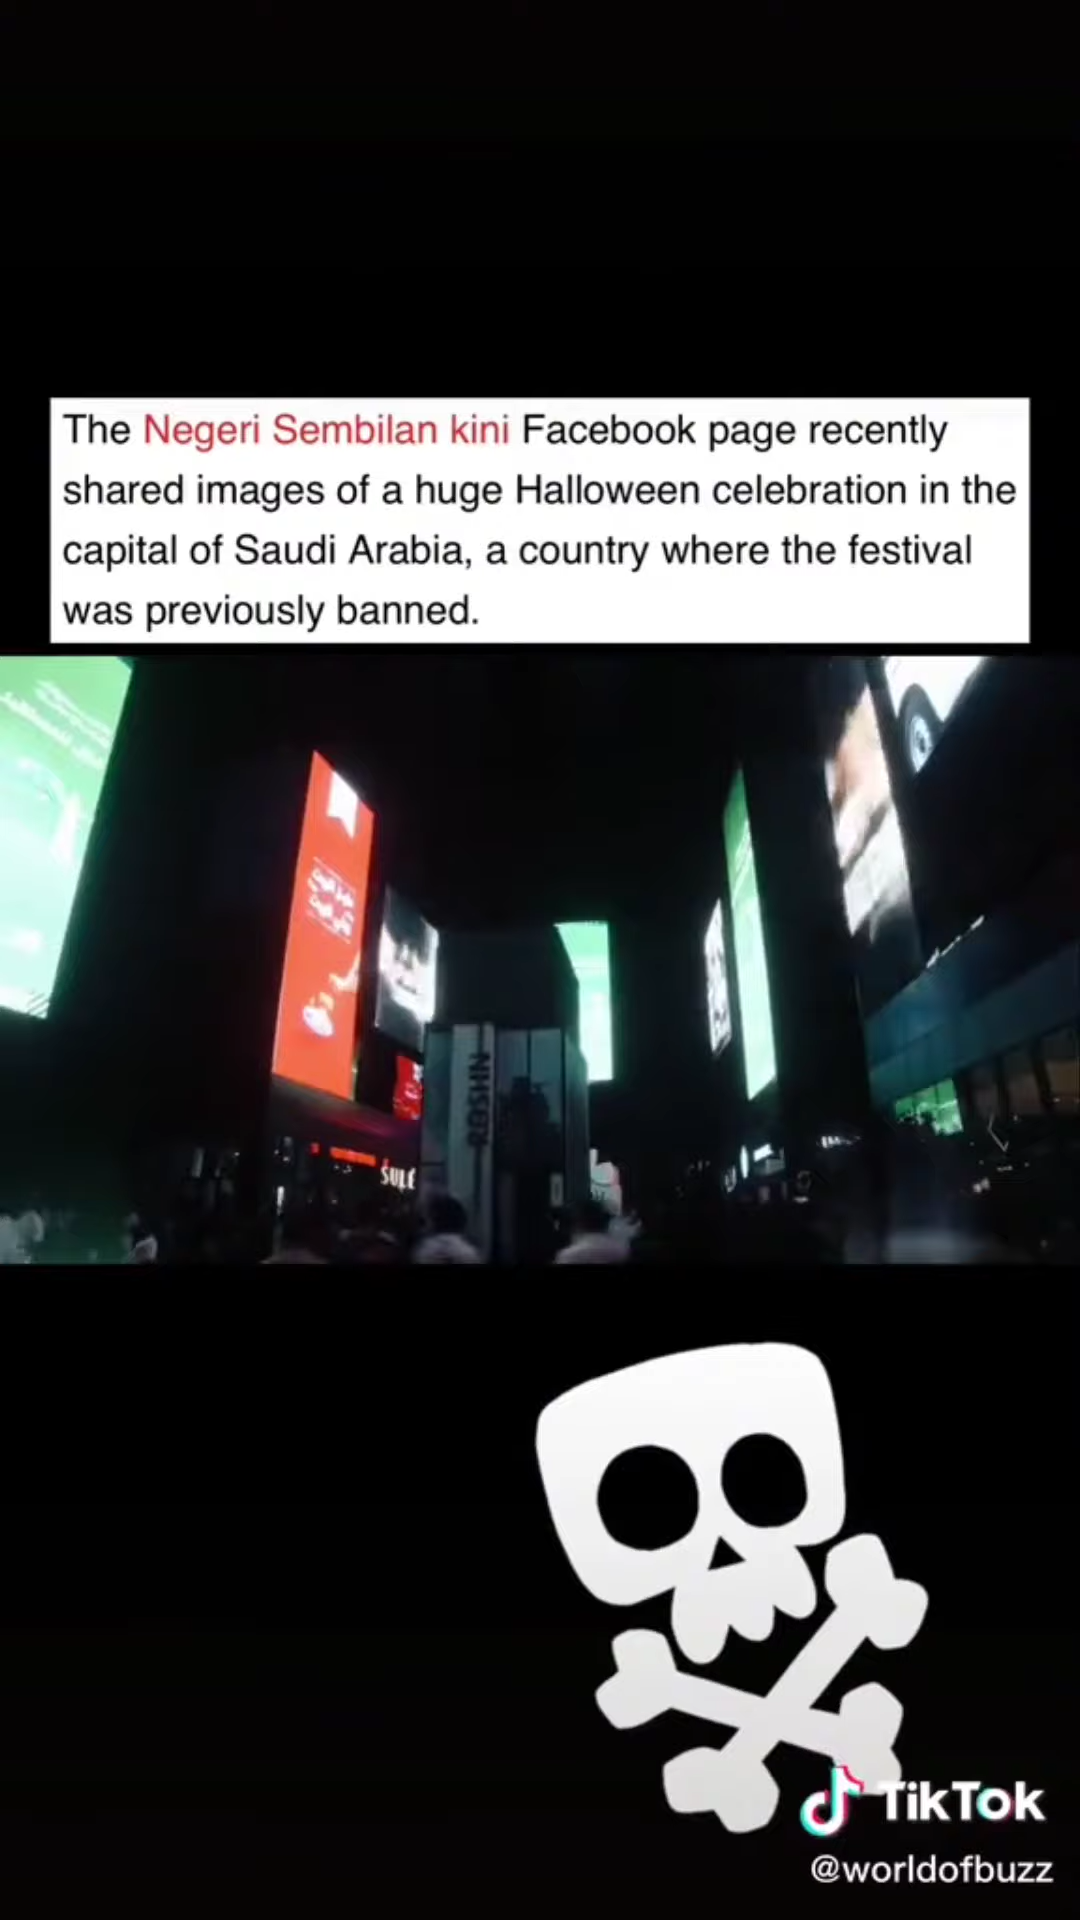 The Negeri Sembilan kini Facebook page recently
shared images of a huge Halloween celebration in the
capital of Saudi Arabia, a country where the festival
was previously banned.
ROSHN
SULÉ
TikTok
@worldofbuzz